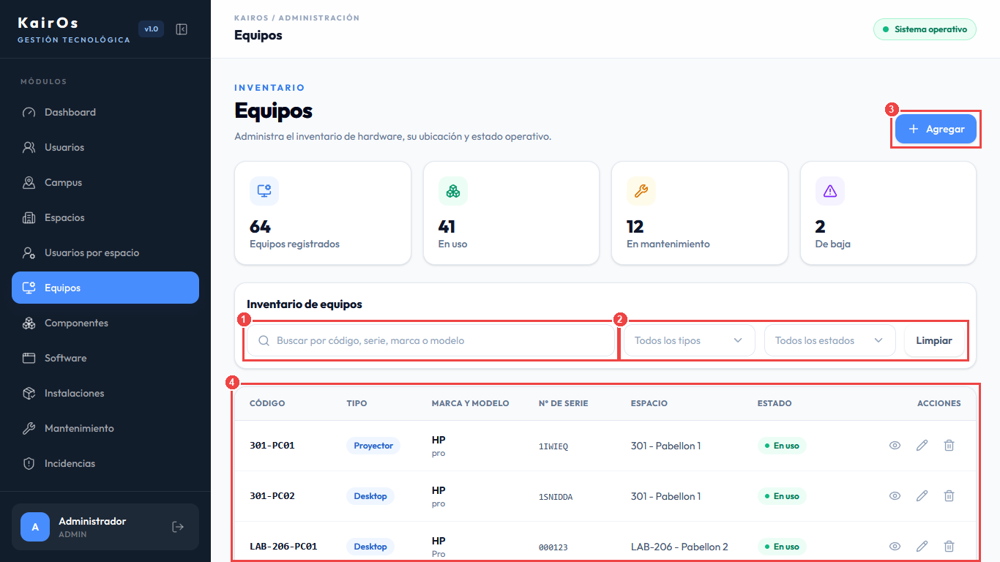 KairOs
GESTIÓN TECNOLÓGICA
v1.0
MÓDULOS
Dashboard
Usuarios
Campus
Espacios
Usuarios por espacio
Equipos
Componentes
Software
Instalaciones
Mantenimiento
Incidencias
A
Administrador
ADMIN
KAIROS / ADMINISTRACIÓN
Equipos
Sistema operativo
INVENTARIO
Equipos
Administra el inventario de hardware, su ubicación y estado operativo.
3
Agregar
64
Equipos registrados
41
En uso
12
En mantenimiento
2
De baja
Inventario de equipos
1
Buscar por código, serie, marca o modelo
2
Todos los tipos
Todos los estados
Limpiar
4
CÓDIGO TIPO MARCA Y MODELO N° DE SERIE ESPACIO ESTADO ACCIONES
301-PC01 Proyector HP 1IWIEQ 301 - Pabellon 1 En uso
pro
301-PC02 Desktop HP 1SNIDDA 301 - Pabellon 1 En uso
pro
LAB-206-PC01 Desktop HP 000123 LAB-206 - Pabellon 2 En uso
Pro